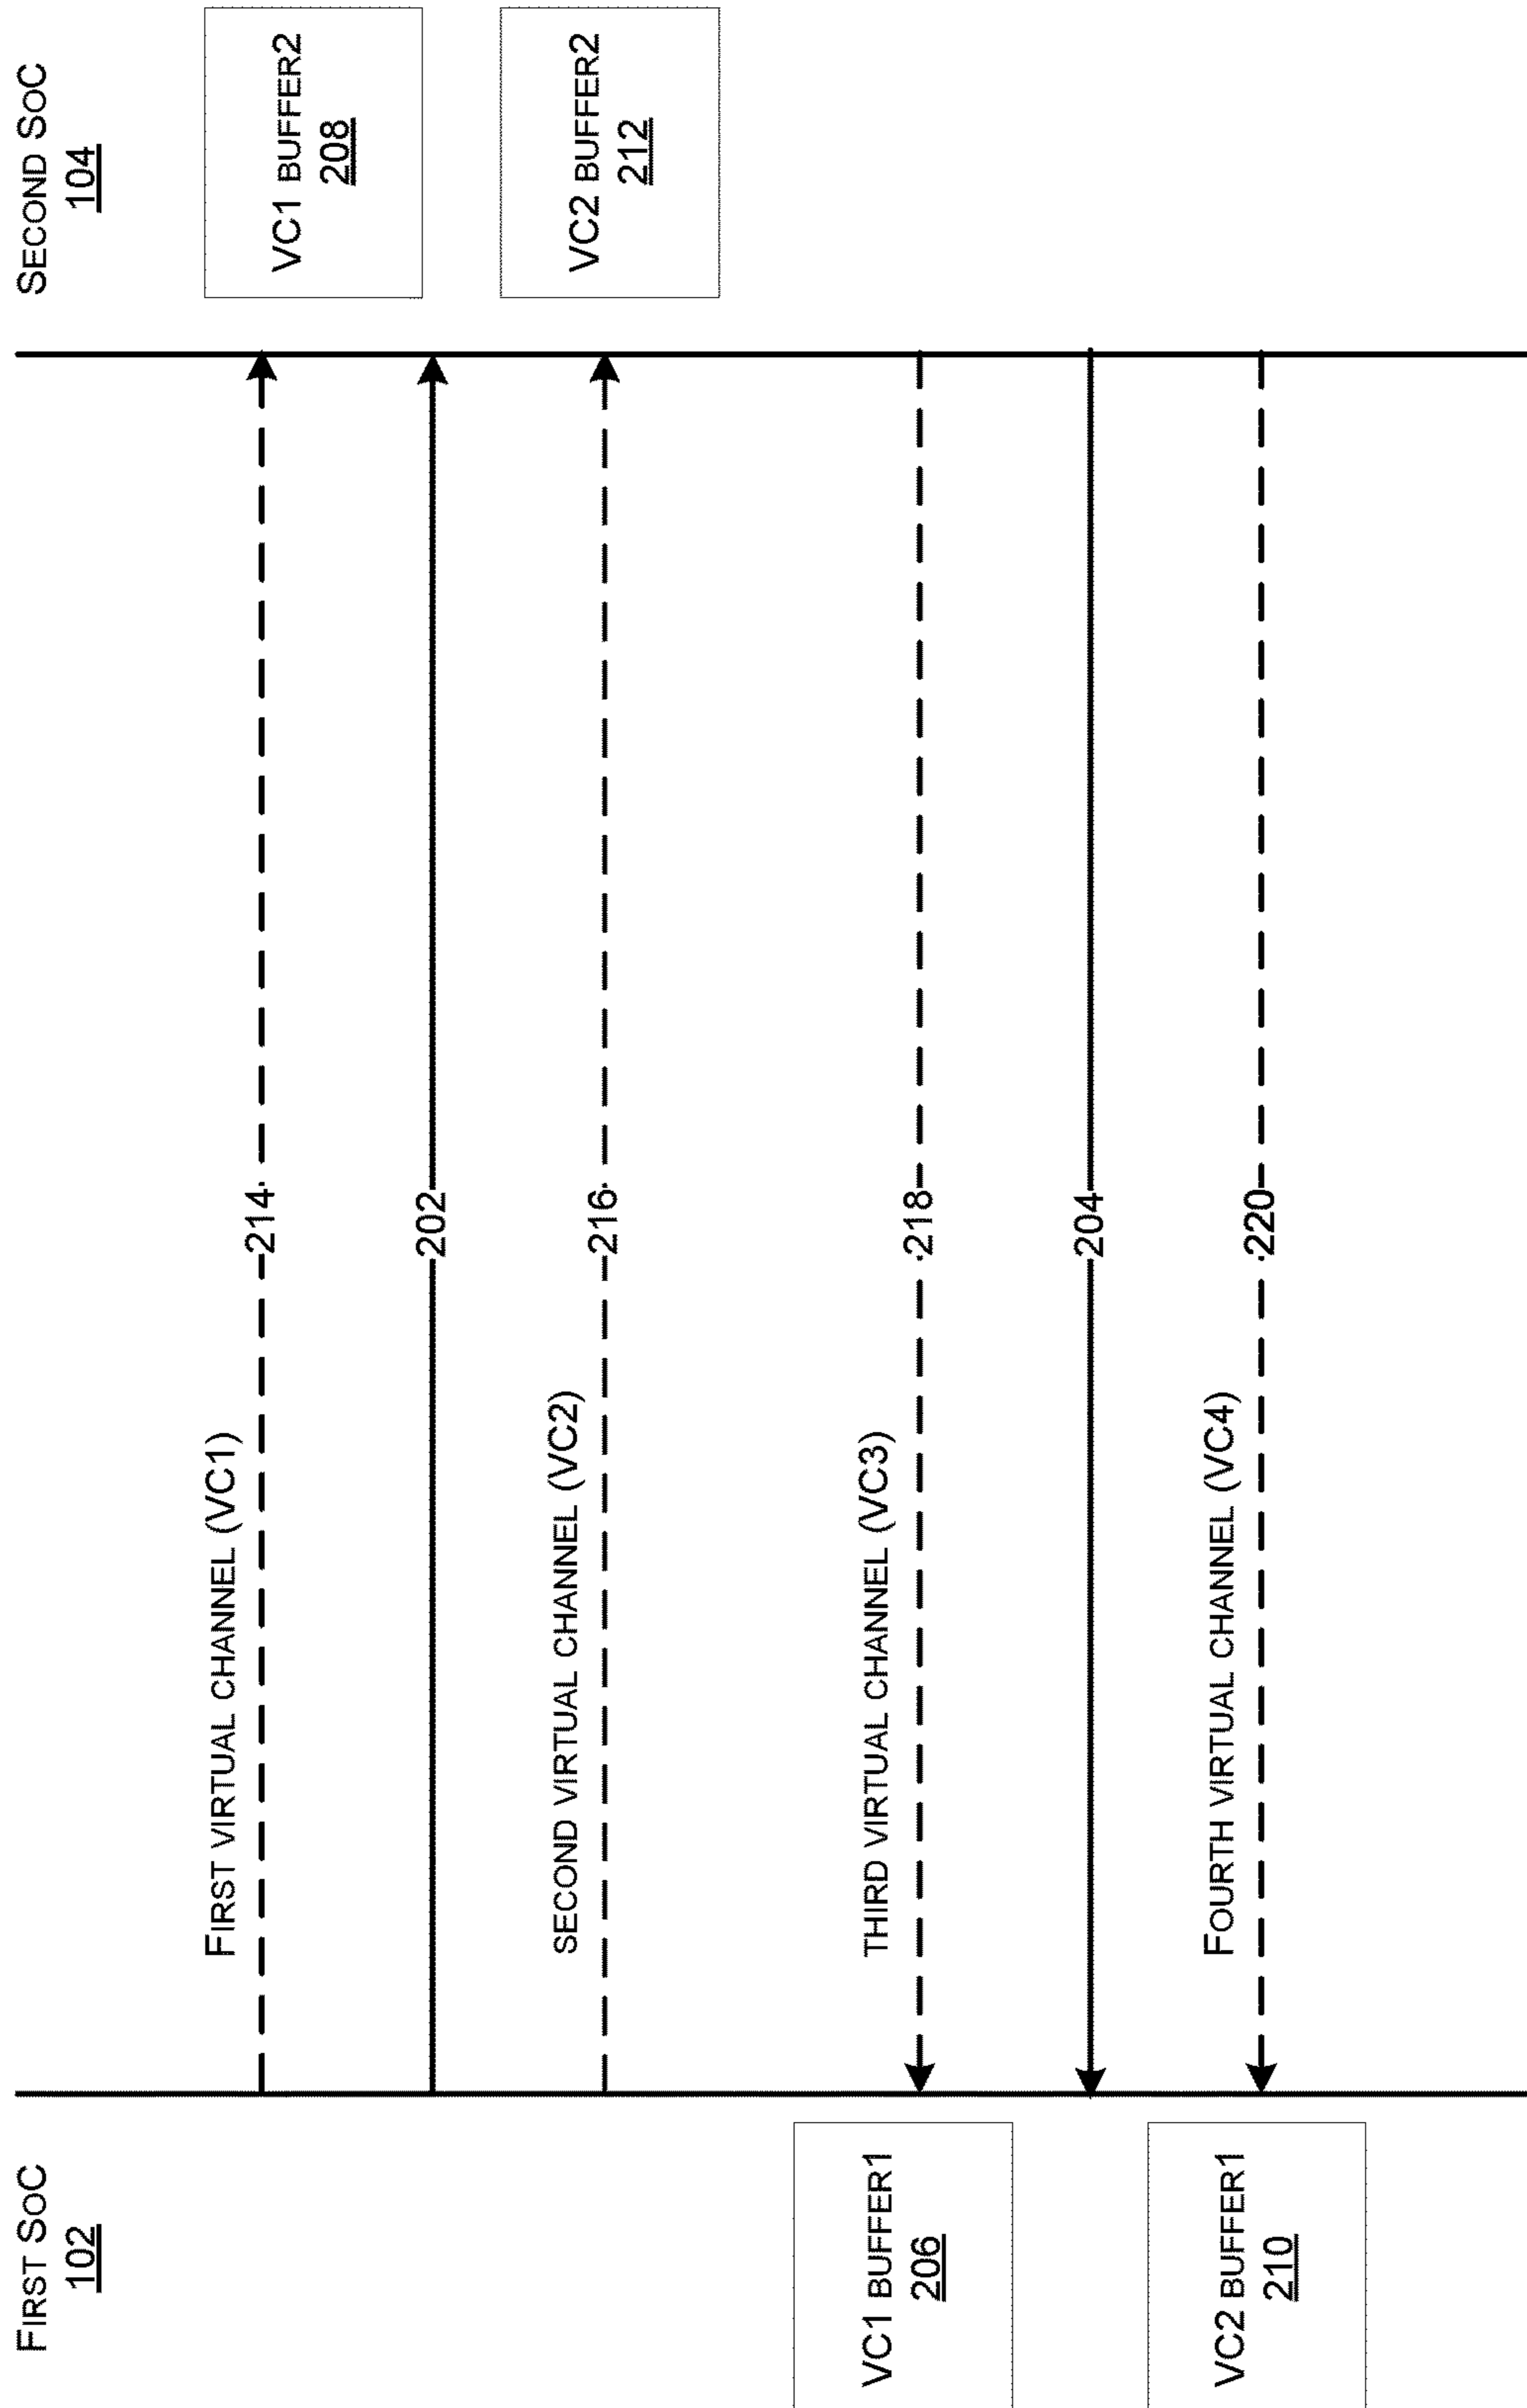 FIRST SOC
102
SECOND SOC
104
FIRST VIRTUAL CHANNEL (VC1)
214
VC1 BUFFER2
208
202
SECOND VIRTUAL CHANNEL (VC2)
216
VC2 BUFFER2
212
THIRD VIRTUAL CHANNEL (VC3)
218
VC1 BUFFER1
206
204
FOURTH VIRTUAL CHANNEL (VC4)
220
VC2 BUFFER1
210